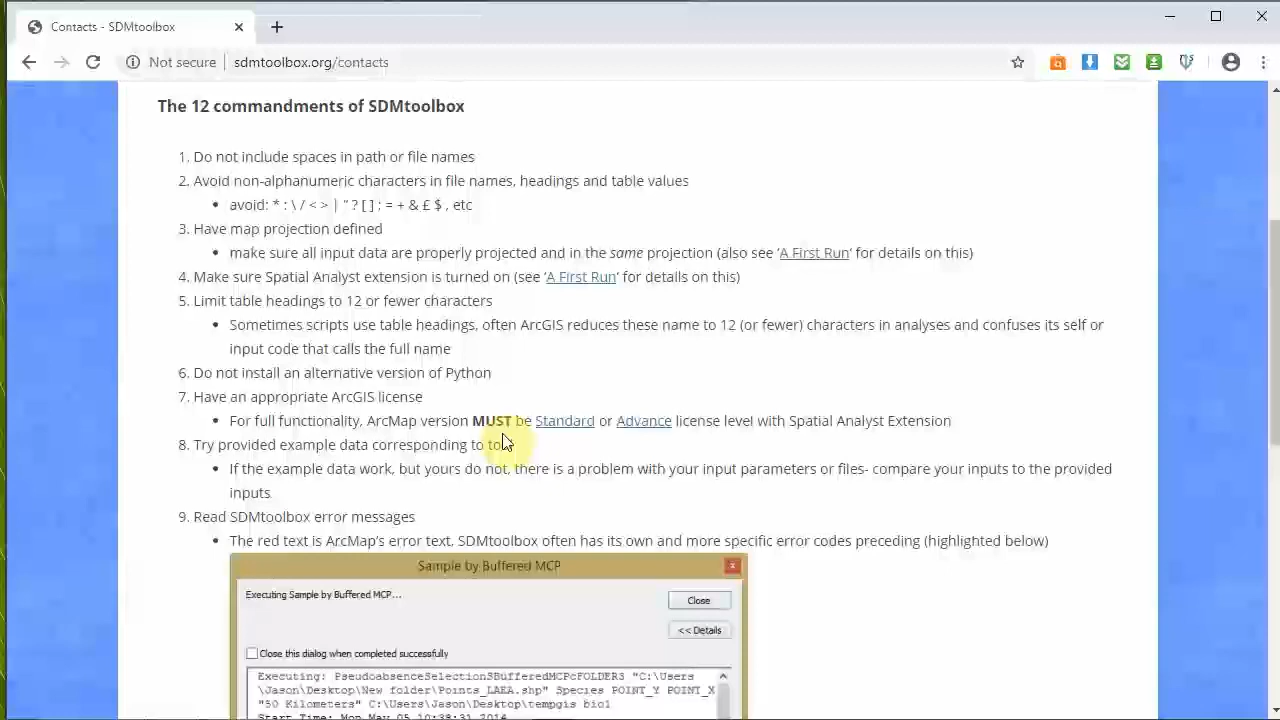 Contacts - SDMtoolbox
Not secure
sdmtoolbox.org/contacts
The 12 commandments of SDMtoolbox
1. Do not include spaces in path or file names
2. Avoid non-alphanumeric characters in file names, headings and table values
• avoid: * : \ / < > | " ? [ ] ; = + & £ $ , etc
3. Have map projection defined
• make sure all input data are properly projected and in the same projection (also see ‘A First Run‘ for details on this)
4. Make sure Spatial Analyst extension is turned on (see ‘A First Run‘ for details on this)
5. Limit table headings to 12 or fewer characters
• Sometimes scripts use table headings, often ArcGIS reduces these name to 12 (or fewer) characters in analyses and confuses its self or
input code that calls the full name
6. Do not install an alternative version of Python
7. Have an appropriate ArcGIS license
• For full functionality, ArcMap version MUST be Standard or Advance license level with Spatial Analyst Extension
8. Try provided example data corresponding to
• If the example data work, but yours do not, there is a problem with your input parameters or files- compare your inputs to the provided
inputs
9. Read SDMtoolbox error messages
• The red text is ArcMap's error text, SDMtoolbox often has its own and more specific error codes preceding (highlighted below)
Sample by Buffered MCP
Executing Sample by Buffered MCP...
Close
<< Details
Close this dialog when completed successfully
Executing: PseudoabsenceSelectionSBufferedMCPcFOLDER3 "C:\Users
\Jason\Desktop\New folder\Points_LAEA.shp" Species POINT_Y POINT_X
"50 Kilometers" C:\Users\Jason\Desktop\tempgis bio1
Start Time: Mon May 05 10:38:31 2014